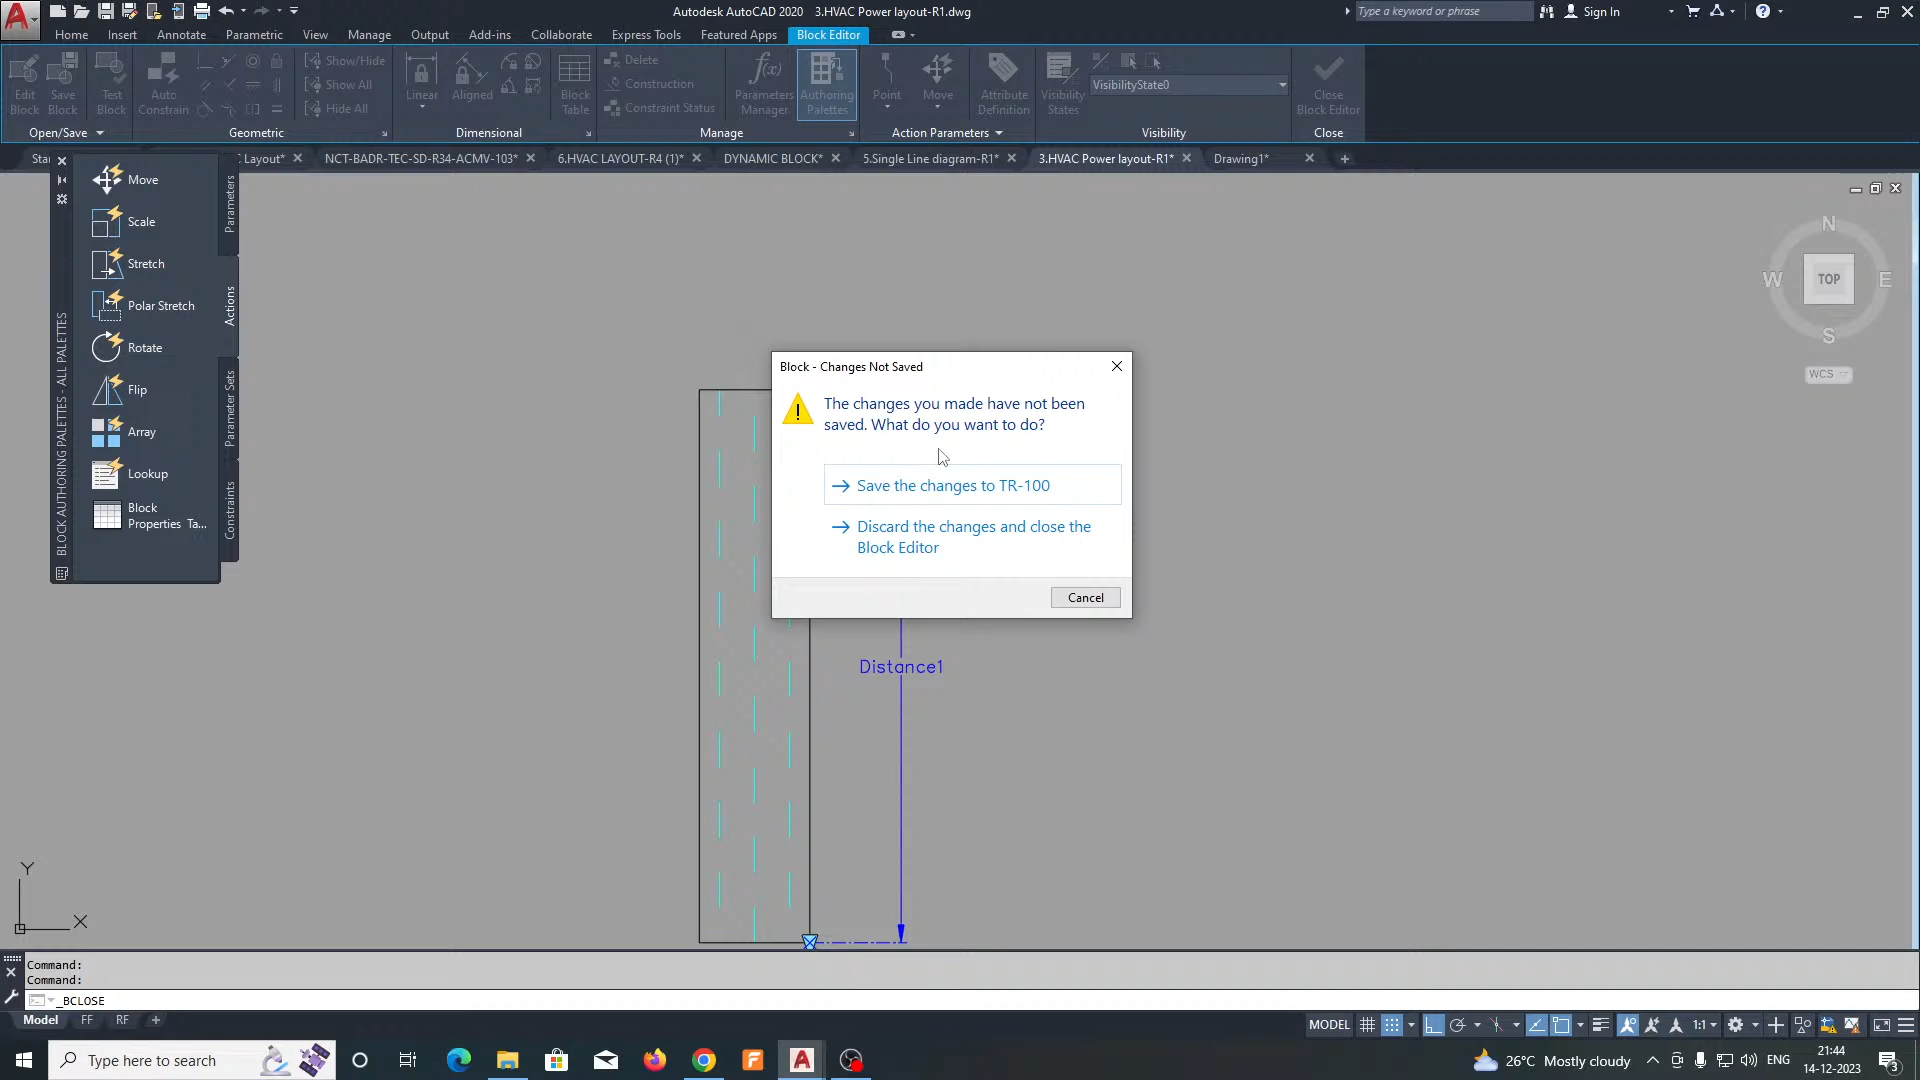 Autodesk AutoCAD 2020 3.HVAC Power layout-R1.dwg
Type a keyword or phrase
Sign In
Home Insert Annotate Parametric View Manage Output Add-ins Collaborate Express Tools Featured Apps Block Editor
Edit Block
Save Block
Test Block
Auto Constrain
Show/Hide
Show All
Hide All
Linear
Aligned
Block Table
Delete
Construction
Constraint Status
Parameters Manager
Authoring Palettes
Point
Move
Attribute Definition
Visibility States
VisibilityState0
Close Block Editor
Open/Save Geometric Dimensional Manage Action Parameters Visibility Close
Layout* NCT-BADR-TEC-SD-R34-ACMV-103* 6.HVAC LAYOUT-R4 (1)* DYNAMIC BLOCK* 5.Single Line diagram-R1* 3.HVAC Power layout-R1* Drawing1*
Move
Scale
Stretch
Polar Stretch
Rotate
Flip
Array
Lookup
Block
Properties Ta...
Parameters
Actions
Parameter Sets
Constraints
BLOCK AUTHORING PALETTES - ALL PALETTES
N
W TOP E
S
WCS
Block - Changes Not Saved
The changes you made have not been
saved. What do you want to do?
Save the changes to TR-100
Discard the changes and close the
Block Editor
Cancel
Distance1
Y
X
Command:
Command:
_BCLOSE
Model FF RF
MODEL 1:1
Type here to search
26°C Mostly cloudy
ENG
21:44
14-12-2023
3